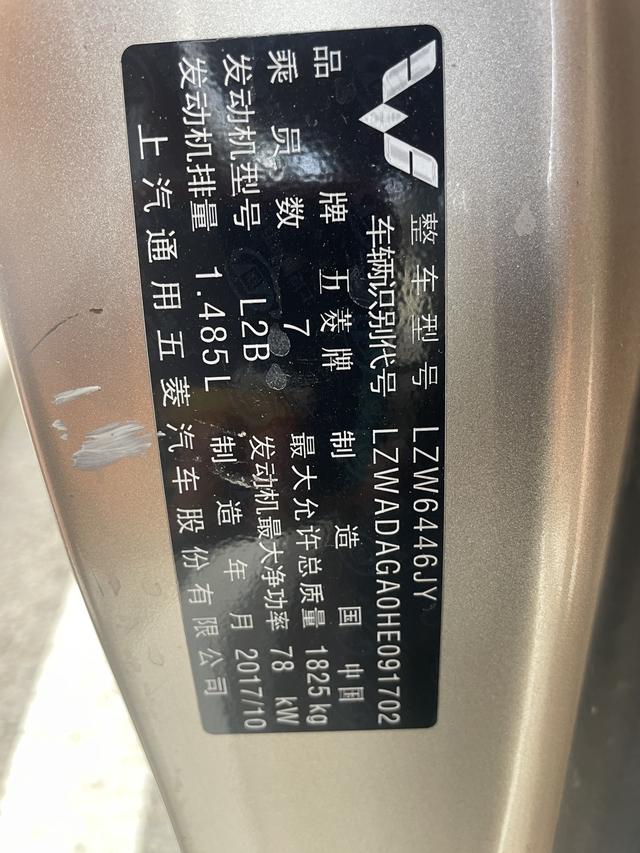 整车型号 LZW6446JY
车辆识别代号 LZWADAGA0HE091702
品牌 五菱牌 制造国 中国
乘员数 7 最大允许总质量 1825kg
发动机型号 L2B 发动机最大净功率 78 kW
发动机排量 1.485L 制造年月 2017/10
上汽通用五菱汽车股份有限公司